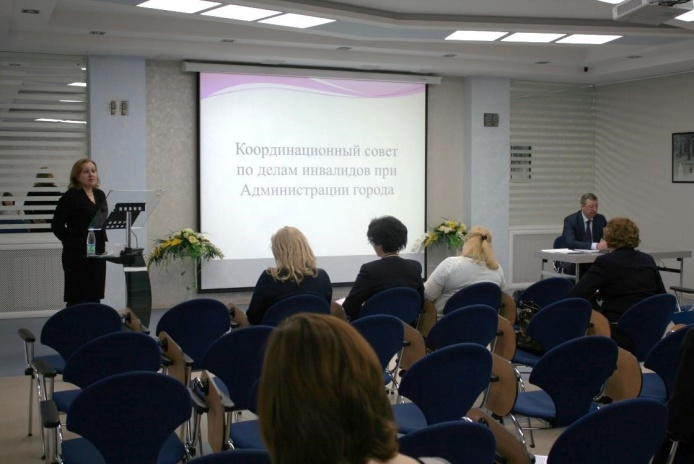 Координационный совет
по делам инвалидов при
Администрации города